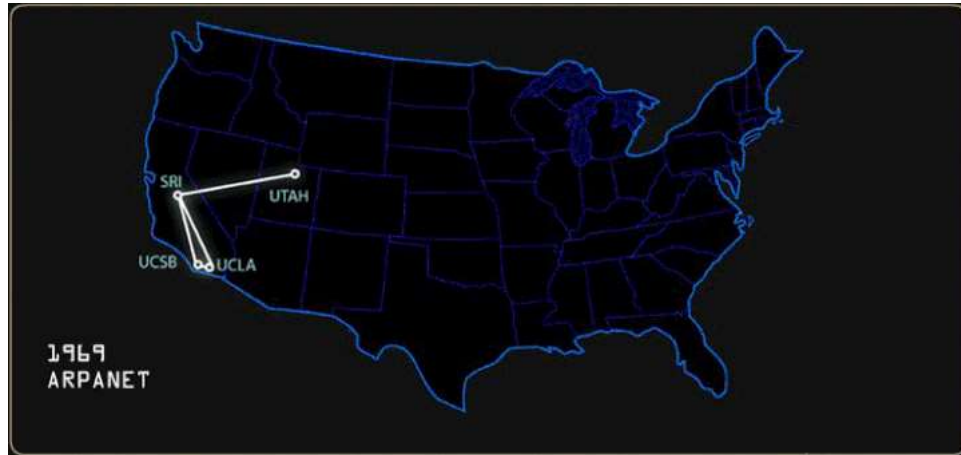 SRI
UTAH
UCSB
UCLA
1969
ARPANET